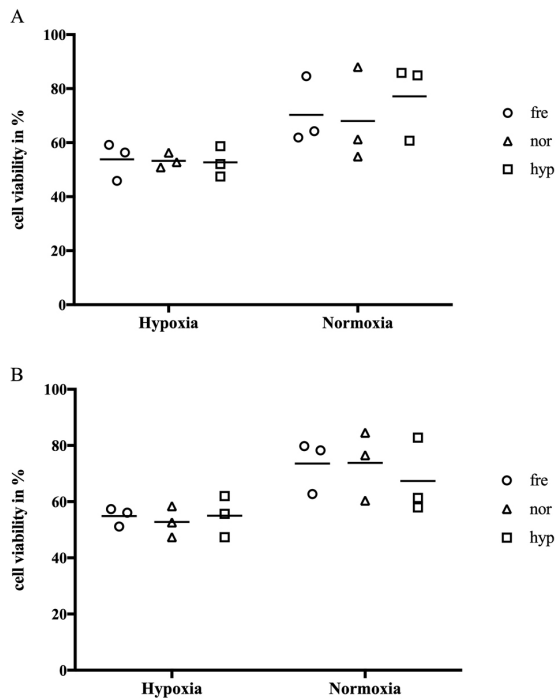 A
100
80
60
40
20
0
cell viability in %
Hypoxia
Normoxia
fre
nor
hyp
B
100
80
60
40
20
0
cell viability in %
Hypoxia
Normoxia
fre
nor
hyp